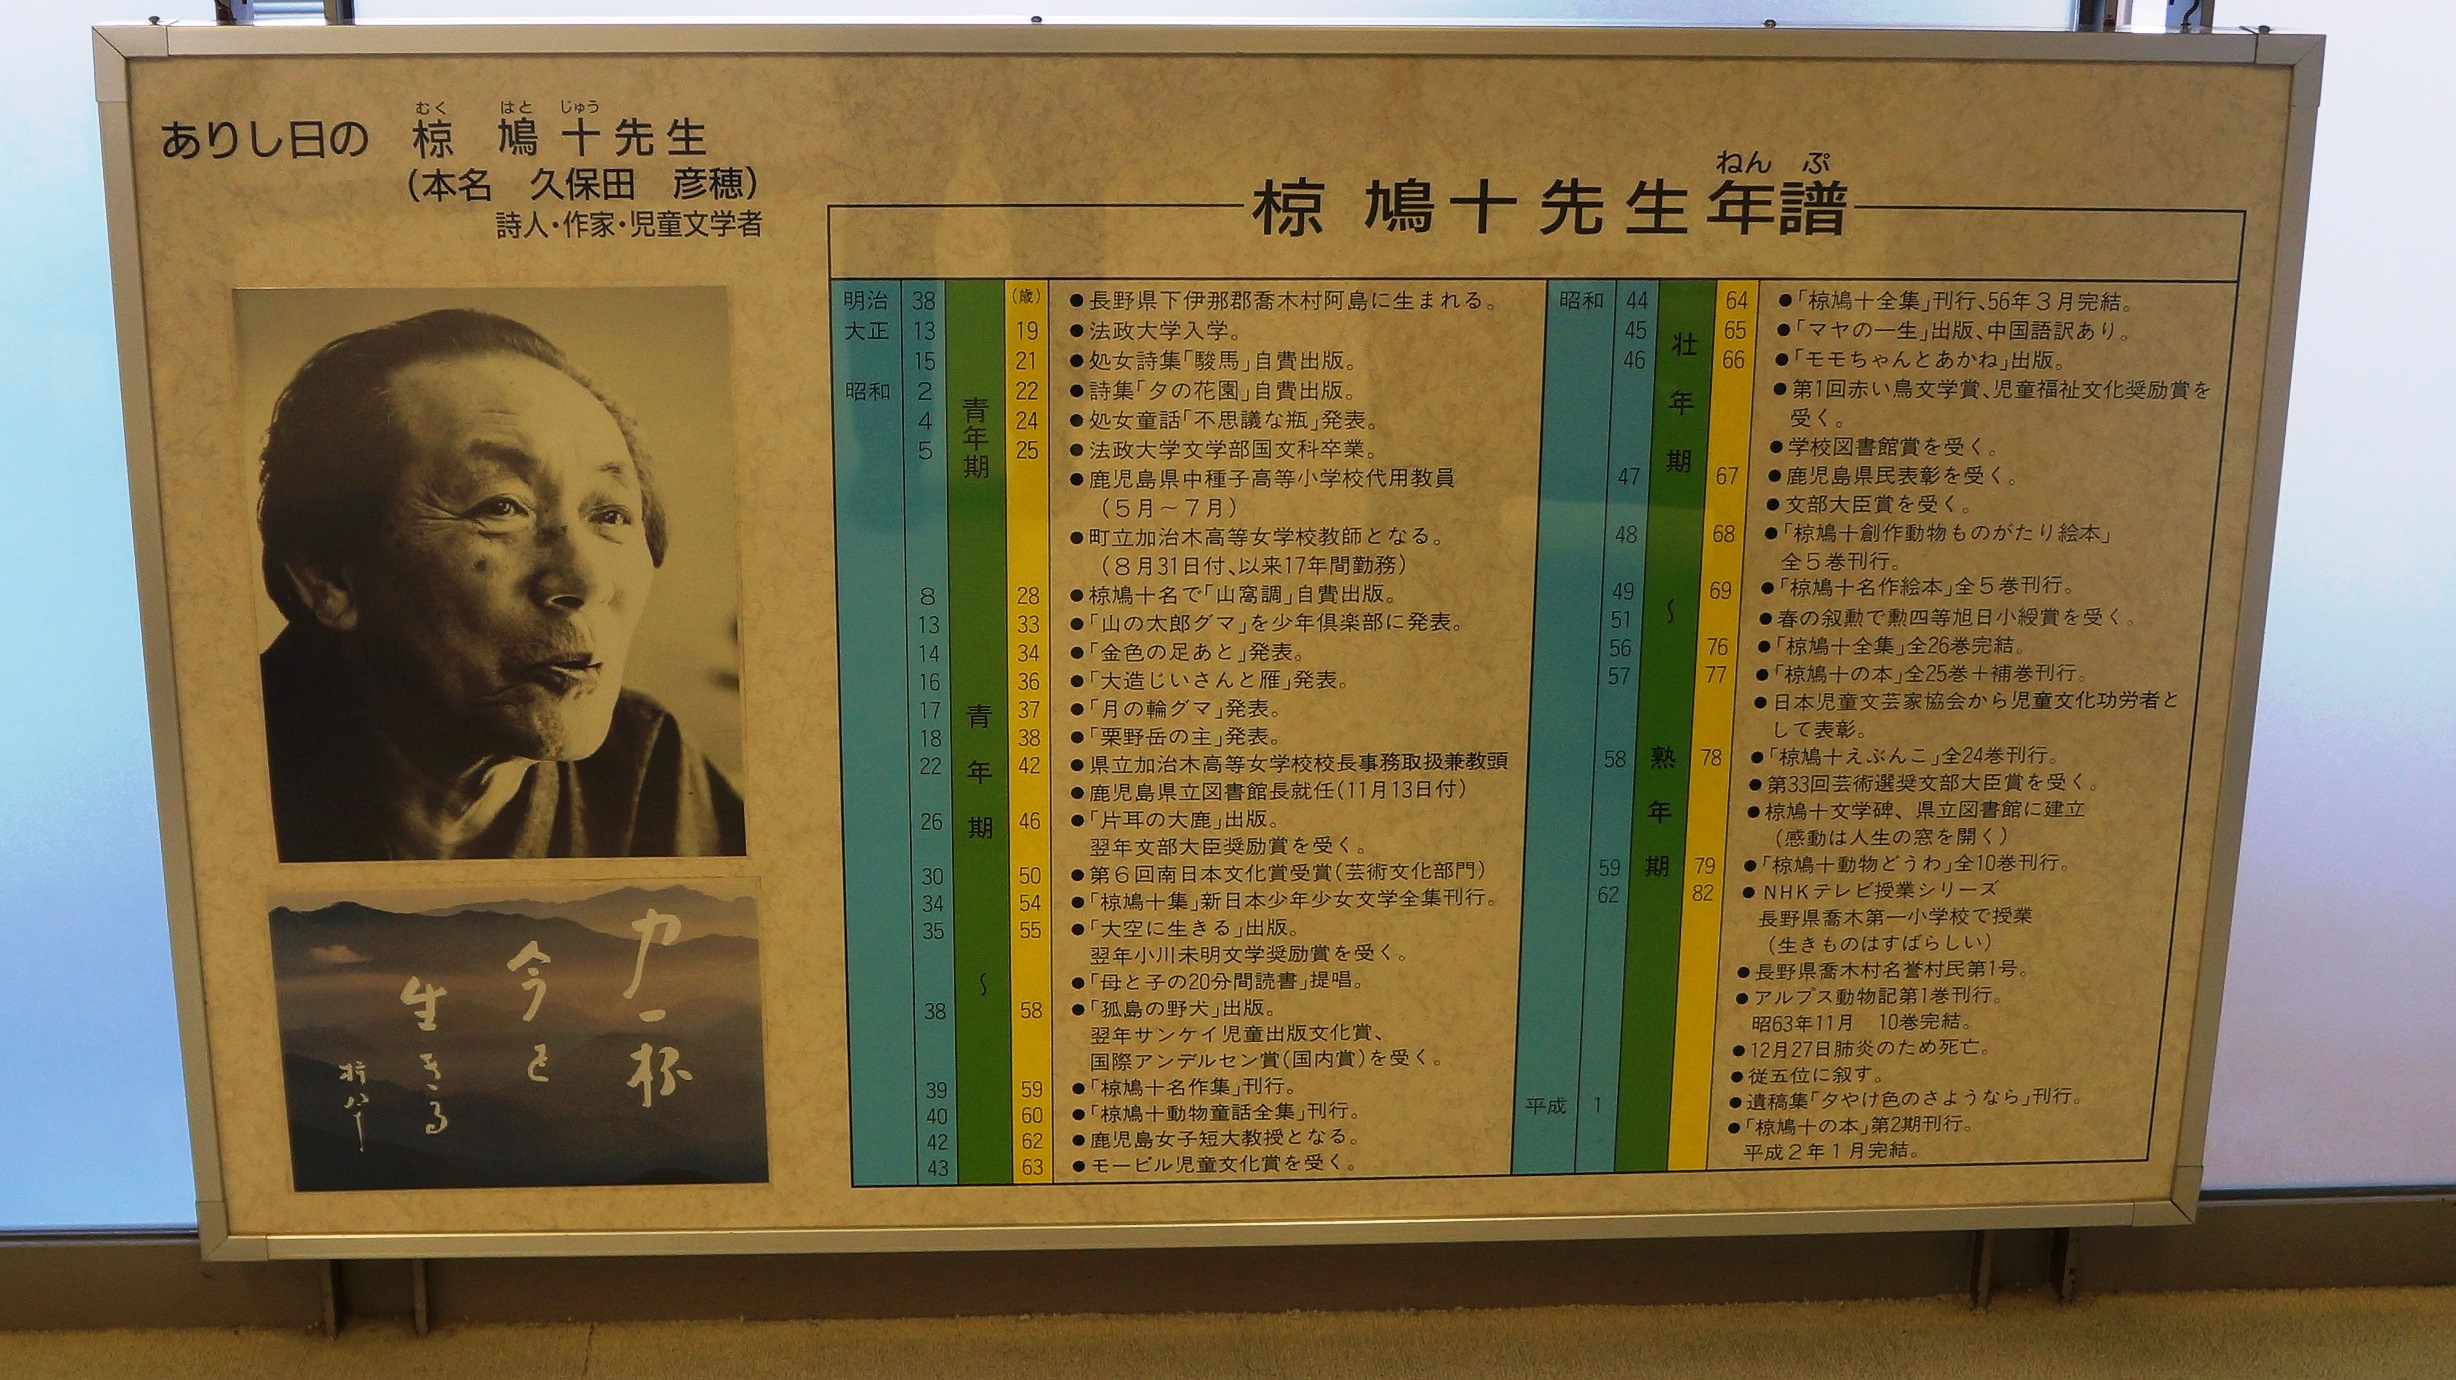 ありし日の 椋 鳩 十 先 生
むく はと じゅう
(本名 久保田 彦穂)
詩人・作家・児童文学者
力一杯
今を
生きる
椋鳩十
椋 鳩 十 先 生 年譜
ねん ぷ
明治 38 (歳) ●長野県下伊那郡喬木村阿島に生まれる。
大正 13 19 ●法政大学入学。
15 21 ●処女詩集「駿馬」自費出版。
昭和 2 22 ●詩集「夕の花園」自費出版。
4 24 ●処女童話「不思議な瓶」発表。
5 25 ●法政大学文学部国文科卒業。
●鹿児島県中種子高等小学校代用教員
(5月〜7月)
●町立加治木高等女学校教師となる。
(8月31日付、以来17年間勤務)
8 28 ●椋鳩十名で「山窩調」自費出版。
13 33 ●「山の太郎グマ」を少年倶楽部に発表。
14 34 ●「金色の足あと」発表。
16 36 ●「大造じいさんと雁」発表。
17 37 ●「月の輪グマ」発表。
18 38 ●「栗野岳の主」発表。
22 42 ●県立加治木高等女学校校長事務取扱兼教頭
●鹿児島県立図書館長就任(11月13日付)
26 46 ●「片耳の大鹿」出版。
翌年文部大臣奨励賞を受く。
30 50 ●第6回南日本文化賞受賞(芸術文化部門)
34 54 ●「椋鳩十集」新日本少年少女文学全集刊行。
35 55 ●「大空に生きる」出版。
翌年小川未明文学奨励賞を受く。
●「母と子の20分間読書」提唱。
38 58 ●「孤島の野犬」出版。
翌年サンケイ児童出版文化賞、
国際アンデルセン賞(国内賞)を受く。
39 59 ●「椋鳩十名作集」刊行。
40 60 ●「椋鳩十動物童話全集」刊行。
42 62 ●鹿児島女子短大教授となる。
43 63 ●モービル児童文化賞を受く。
青年期
青年期
〜
昭和 44 64 ●「椋鳩十全集」刊行、56年3月完結。
45 65 ●「マヤの一生」出版、中国語訳あり。
46 66 ●「モモちゃんとあかね」出版。
●第1回赤い鳥文学賞、児童福祉文化奨励賞を
受く。
●学校図書館賞を受く。
47 67 ●鹿児島県民表彰を受く。
●文部大臣賞を受く。
48 68 ●「椋鳩十創作動物ものがたり絵本」
全5巻刊行。
49 69 ●「椋鳩十名作絵本」全5巻刊行。
51 ●春の叙勲で勲四等旭日小綬賞を受く。
56 76 ●「椋鳩十全集」全26巻完結。
57 77 ●「椋鳩十の本」全25巻+補巻刊行。
●日本児童文芸家協会から児童文化功労者と
して表彰。
58 78 ●「椋鳩十えぶんこ」全24巻刊行。
●第33回芸術選奨文部大臣賞を受く。
●椋鳩十文学碑、県立図書館に建立
(感動は人生の窓を開く)
59 79 ●「椋鳩十動物どうわ」全10巻刊行。
62 82 ●NHKテレビ授業シリーズ
長野県喬木第一小学校で授業
(生きものはすばらしい)
●長野県喬木村名誉村民第1号。
●アルプス動物記第1巻刊行。
昭63年11月 10巻完結。
●12月27日肺炎のため死亡。
●従五位に叙す。
平成 1 ●遺稿集「夕やけ色のさようなら」刊行。
●「椋鳩十の本」第2期刊行。
平成2年1月完結。
壮年期
〜
熟年期